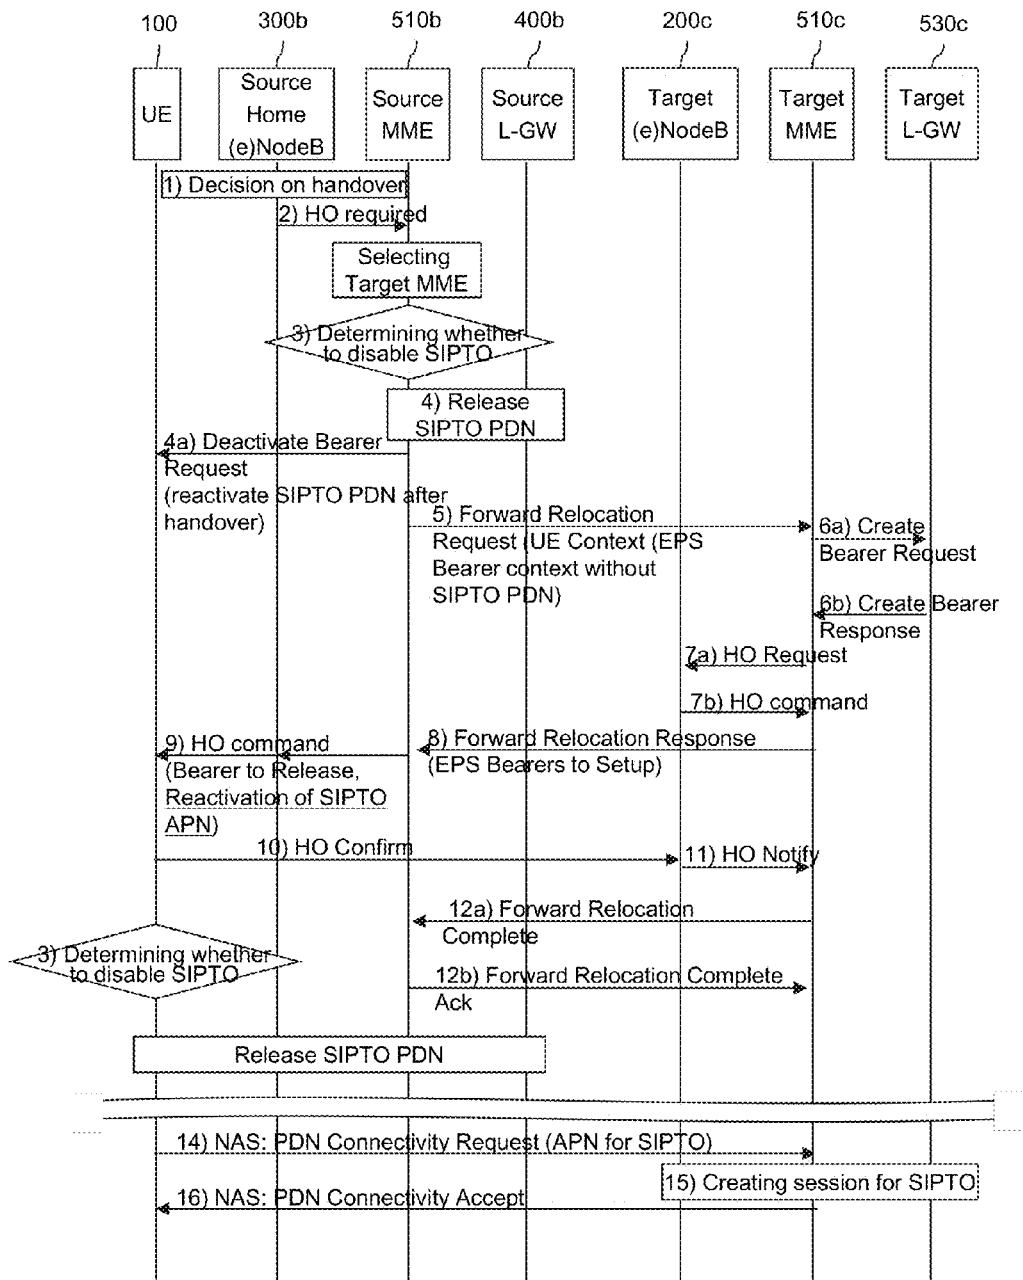 100
300b
510b
400b
200c
510c
530c
UE
Source
Home
(e)NodeB
Source
MME
Source
L-GW
Target
(e)NodeB
Target
MME
Target
L-GW
1) Decision on handover
2) HO required
Selecting
Target MME
3) Determining whether
to disable SIPTO
4) Release
SIPTO PDN
4a) Deactivate Bearer
Request
(reactivate SIPTO PDN after
handover)
5) Forward Relocation
Request (UE Context (EPS
Bearer context without
SIPTO PDN)
6a) Create
Bearer Request
6b) Create Bearer
Response
7a) HO Request
7b) HO command
8) Forward Relocation Response
(EPS Bearers to Setup)
9) HO command
(Bearer to Release,
Reactivation of SIPTO
APN)
10) HO Confirm
11) HO Notify
12a) Forward Relocation
Complete
3) Determining whether
to disable SIPTO
12b) Forward Relocation Complete
Ack
Release SIPTO PDN
14) NAS: PDN Connectivity Request (APN for SIPTO)
15) Creating session for SIPTO
16) NAS: PDN Connectivity Accept